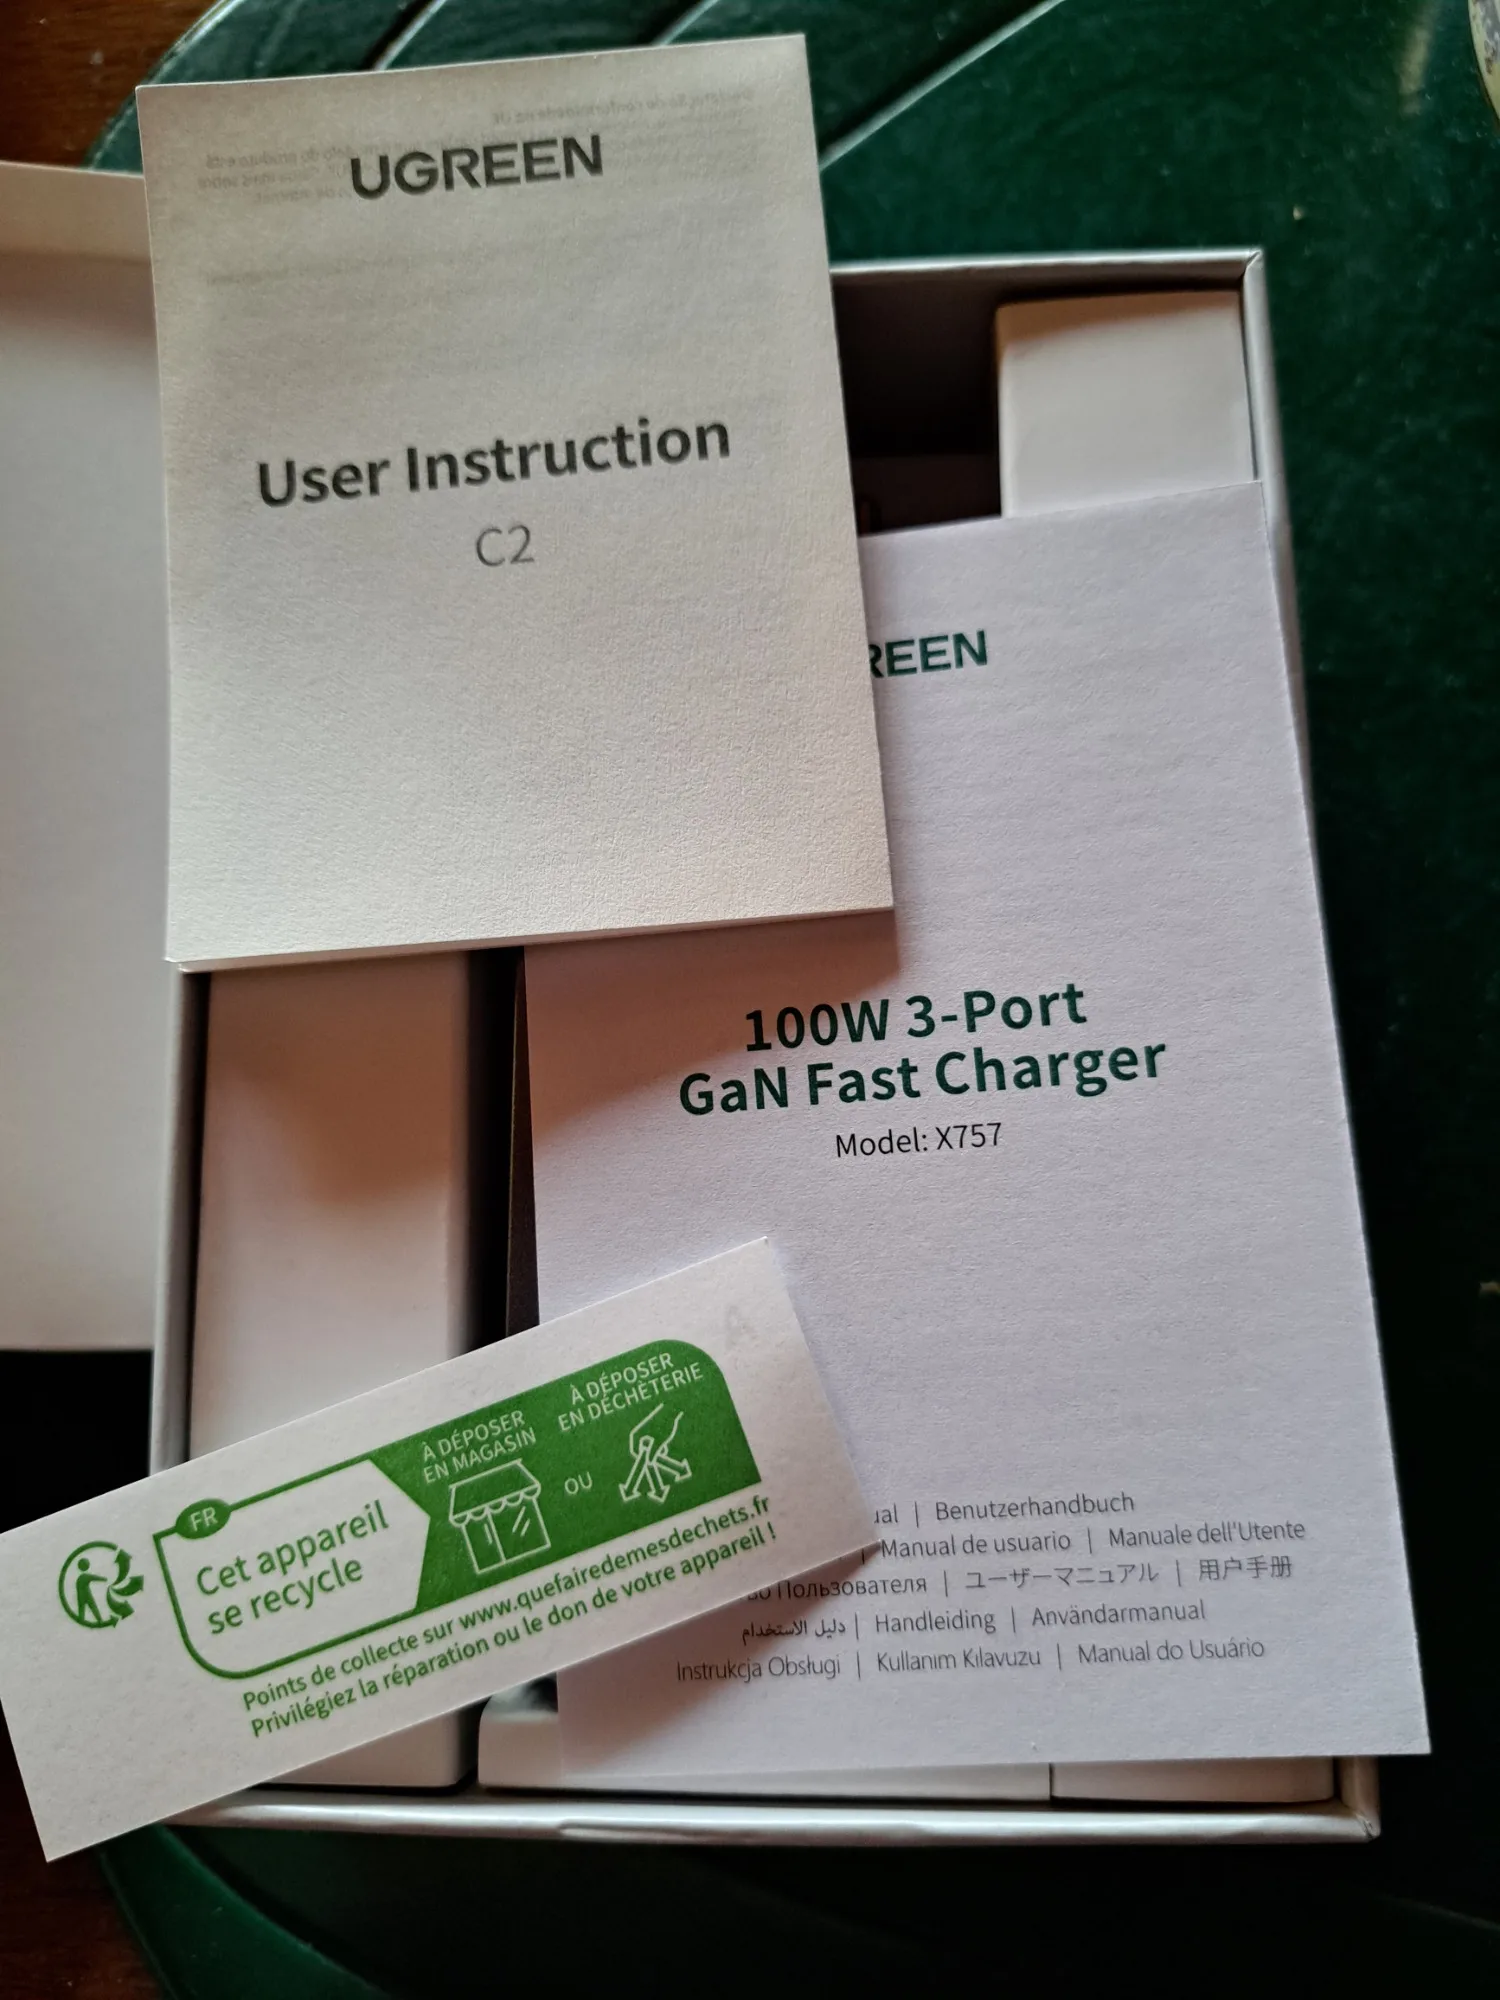 UGREEN
User Instruction
C2
REEN
100W 3-Port
GaN Fast Charger
Model: X757
| Benutzerhandbuch
| Manual de usuario | Manuale dell'Utente
Пользователя | ユーザーマニュアル | 用户手册
دليل الاستخدام | Handleiding | Användarmanual
Instrukcja Obsługi | Kullanım Kılavuzu | Manual do Usuário
FR
Cet appareil
se recycle
À DÉPOSER
EN MAGASIN
OU
À DÉPOSER
EN DÉCHÈTERIE
Points de collecte sur www.quefairedemesdechets.fr
Privilégiez la réparation ou le don de votre appareil !